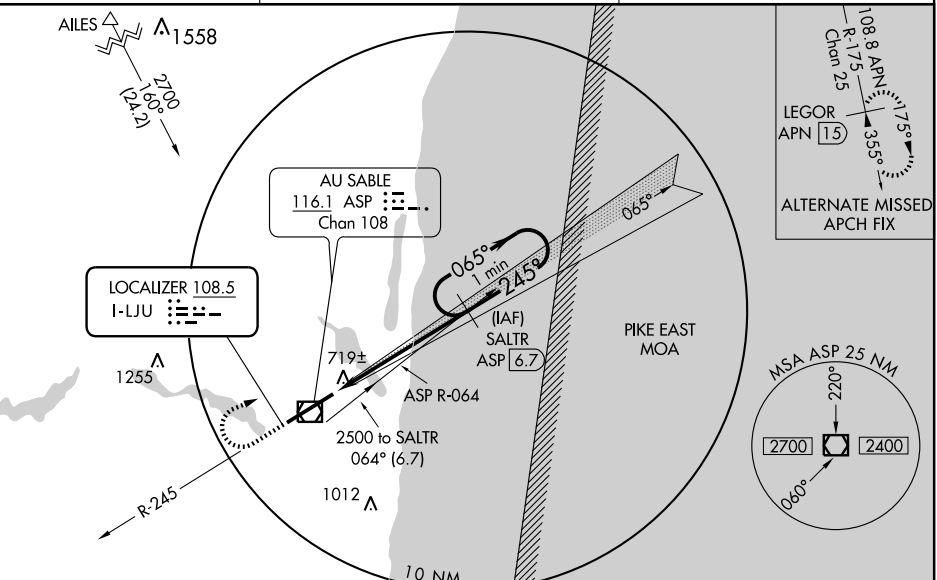 AILES
1558
2700
160°
(24.2)
AU SABLE
116.1 ASP
Chan 108
LOCALIZER 108.5
I-LJU
1255
719±
065°
1 min
245°
065°
(IAF)
SALTR
ASP 6.7
ASP R-064
2500 to SALTR
064° (6.7)
1012
R-245
10 NM
PIKE EAST
MOA
108.8 APN
R-175
Chan 25
LEGOR
APN 15
175°
355°
ALTERNATE MISSED
APCH FIX
MSA ASP 25 NM
220°
2700
2400
060°